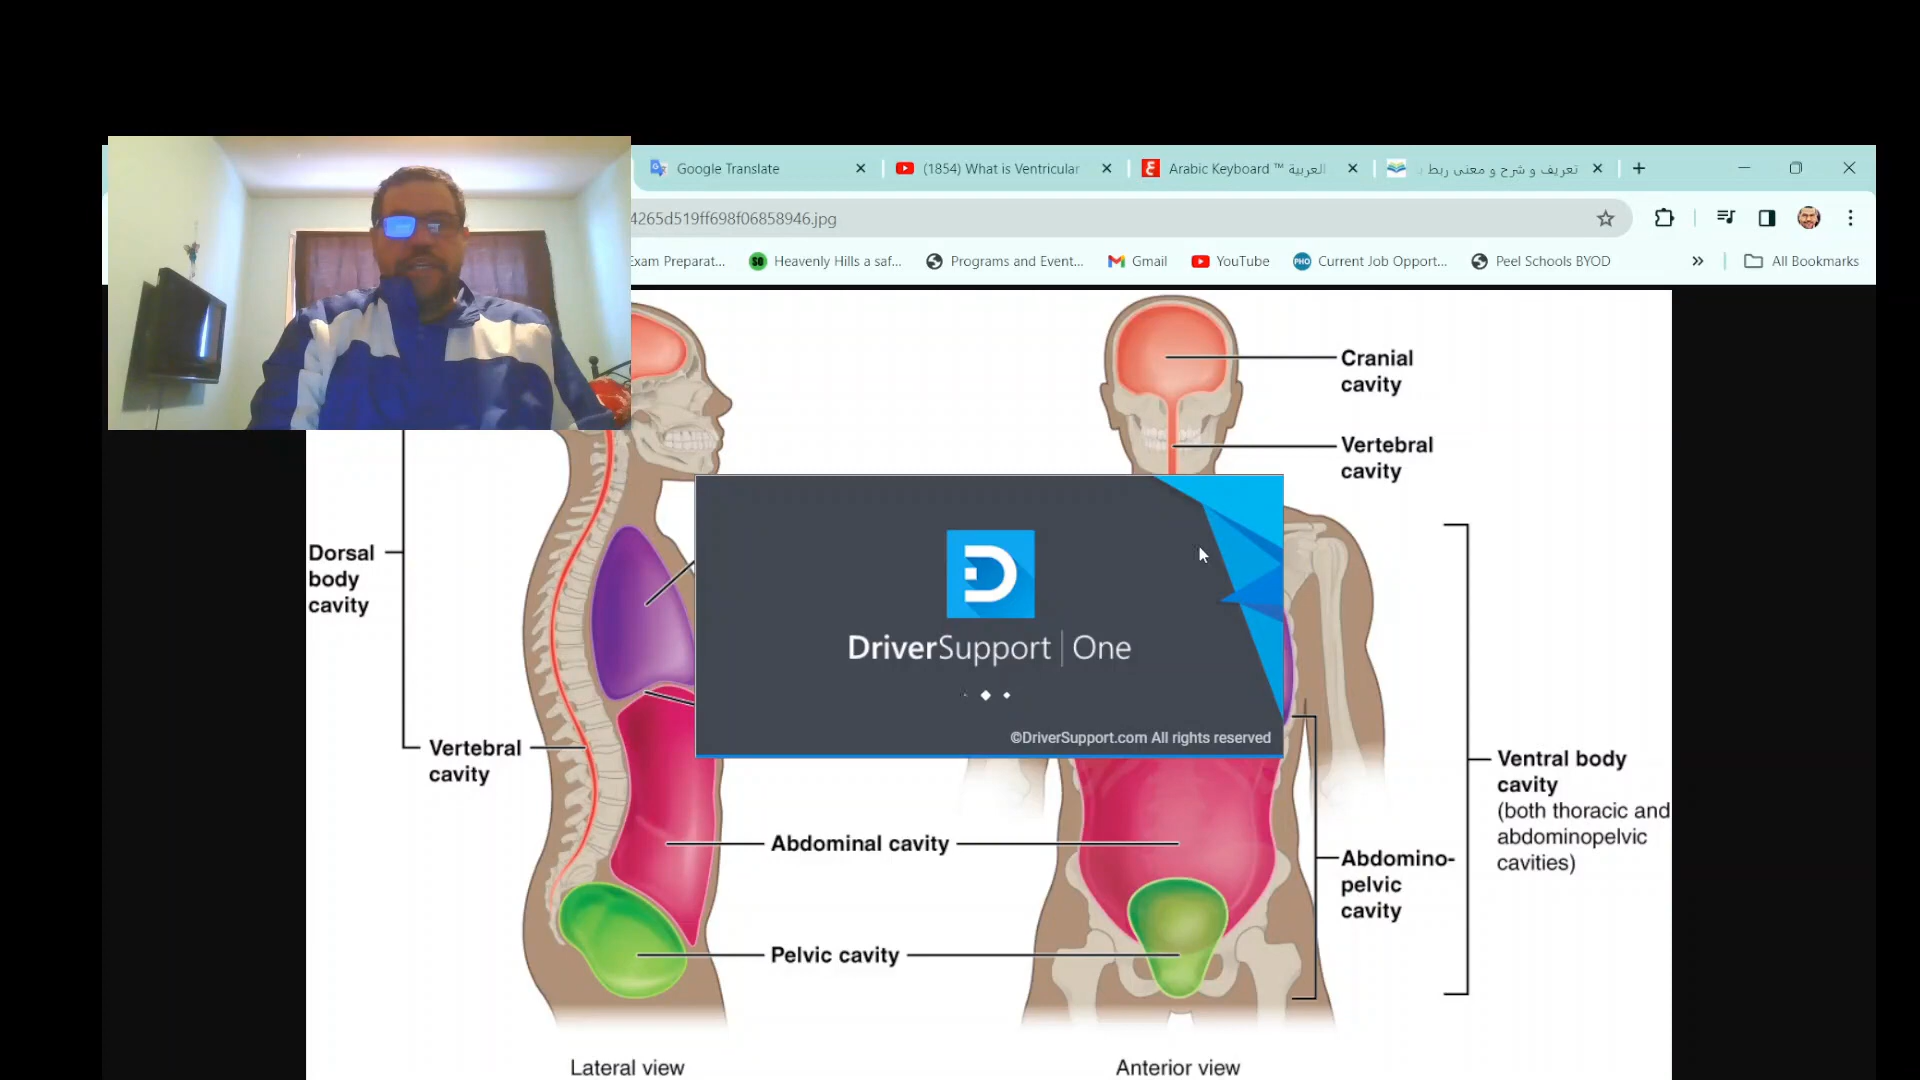 Google Translate
(1854) What is Ventricular
Arabic Keyboard ™ العربية
تعريف و شرح و معنى ربط
4265d519ff698f06858946.jpg
Exam Preparat...
Heavenly Hills a saf...
Programs and Event...
Gmail
YouTube
PHO
Current Job Opport...
Peel Schools BYOD
All Bookmarks
Cranial
cavity
Vertebral
cavity
Dorsal
body
cavity
DriverSupport | One
©DriverSupport.com All rights reserved
Vertebral
cavity
Ventral body
cavity
(both thoracic and
abdominopelvic
cavities)
Abdominal cavity
Abdomino-
pelvic
cavity
Pelvic cavity
Lateral view
Anterior view